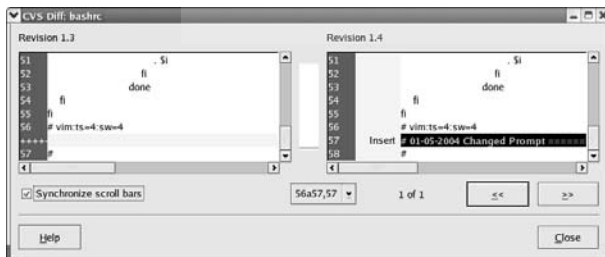 CVS Diff: bashrc
Revision 1.3
51 . $i
52 fi
53 done
54 fi
55 fi
56 # vim:ts=4:sw=4
++++
57 #
Revision 1.4
51 . $i
52 fi
53 done
54 fi
55 fi
56 # vim:ts=4:sw=4
57 Insert # 01-05-2004 Changed Prompt ======
58 #
Synchronize scroll bars
56a57,57
1 of 1
<<
>>
Help
Close